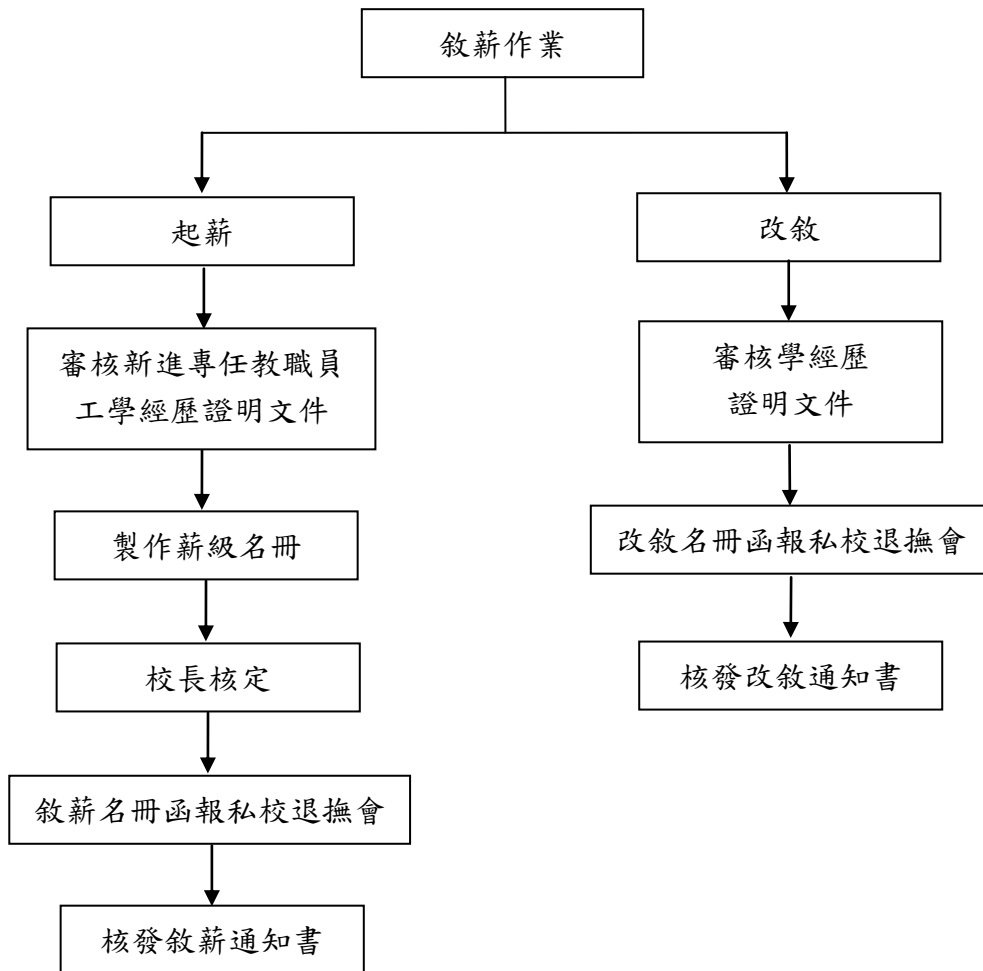 敘薪作業
起薪
審核新進專任教職員
工學經歷證明文件
製作薪級名冊
校長核定
敘薪名冊函報私校退撫會
核發敘薪通知書
改敘
審核學經歷
證明文件
改敘名冊函報私校退撫會
核發改敘通知書